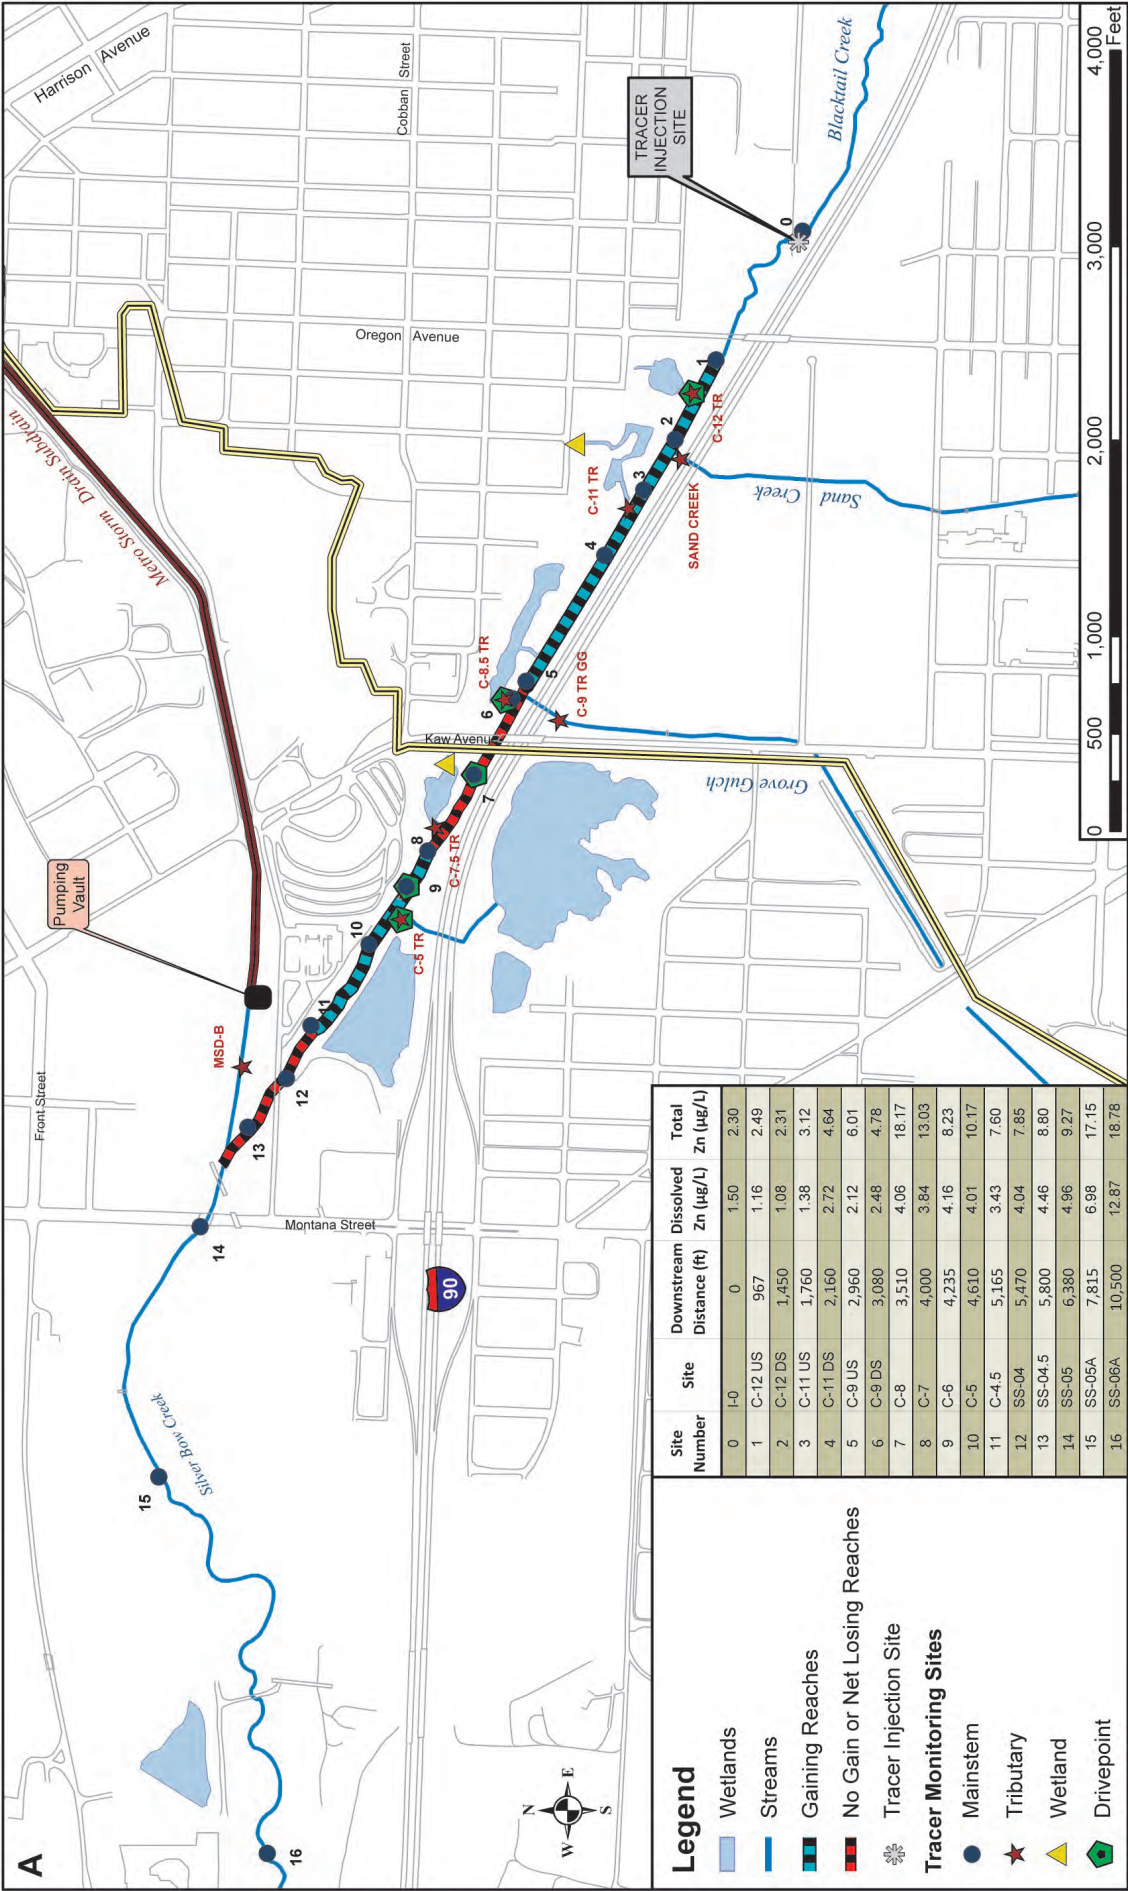 A
Harrison Avenue
Cobban Street
Oregon Avenue
Metro Storm Drain Subdrain
TRACER
INJECTION
SITE
Blacktail Creek
Pumping
Vault
Front Street
Montana Street
Kaw Avenue
Silver Bow Creek
Grove Gulch
Sand Creek
90
MSD-B
C-5 TR
C-7.5 TR
C-8.5 TR
C-9 TR GG
C-11 TR
SAND CREEK
C-12 TR
0
1
2
3
4
5
6
7
8
9
10
11
12
13
14
15
16
N
W E
S
Legend
Wetlands
Streams
Gaining Reaches
No Gain or Net Losing Reaches
Tracer Injection Site
Tracer Monitoring Sites
Mainstem
Tributary
Wetland
Drivepoint
Site Number Site Downstream Distance (ft) Dissolved Zn (µg/L) Total Zn (µg/L)
0 I-0 0 1.50 2.30
1 C-12 US 967 1.16 2.49
2 C-12 DS 1,450 1.08 2.31
3 C-11 US 1,760 1.38 3.12
4 C-11 DS 2,160 2.72 4.64
5 C-9 US 2,960 2.12 6.01
6 C-9 DS 3,080 2.48 4.78
7 C-8 3,510 4.06 18.17
8 C-7 4,000 3.84 13.03
9 C-6 4,235 4.16 8.23
10 C-5 4,610 4.01 10.17
11 C-4.5 5,165 3.43 7.60
12 SS-04 5,470 4.04 7.85
13 SS-04.5 5,800 4.46 8.80
14 SS-05 6,380 4.96 9.27
15 SS-05A 7,815 6.98 17.15
16 SS-06A 10,500 12.87 18.78
0 500 1,000 2,000 3,000 4,000
Feet